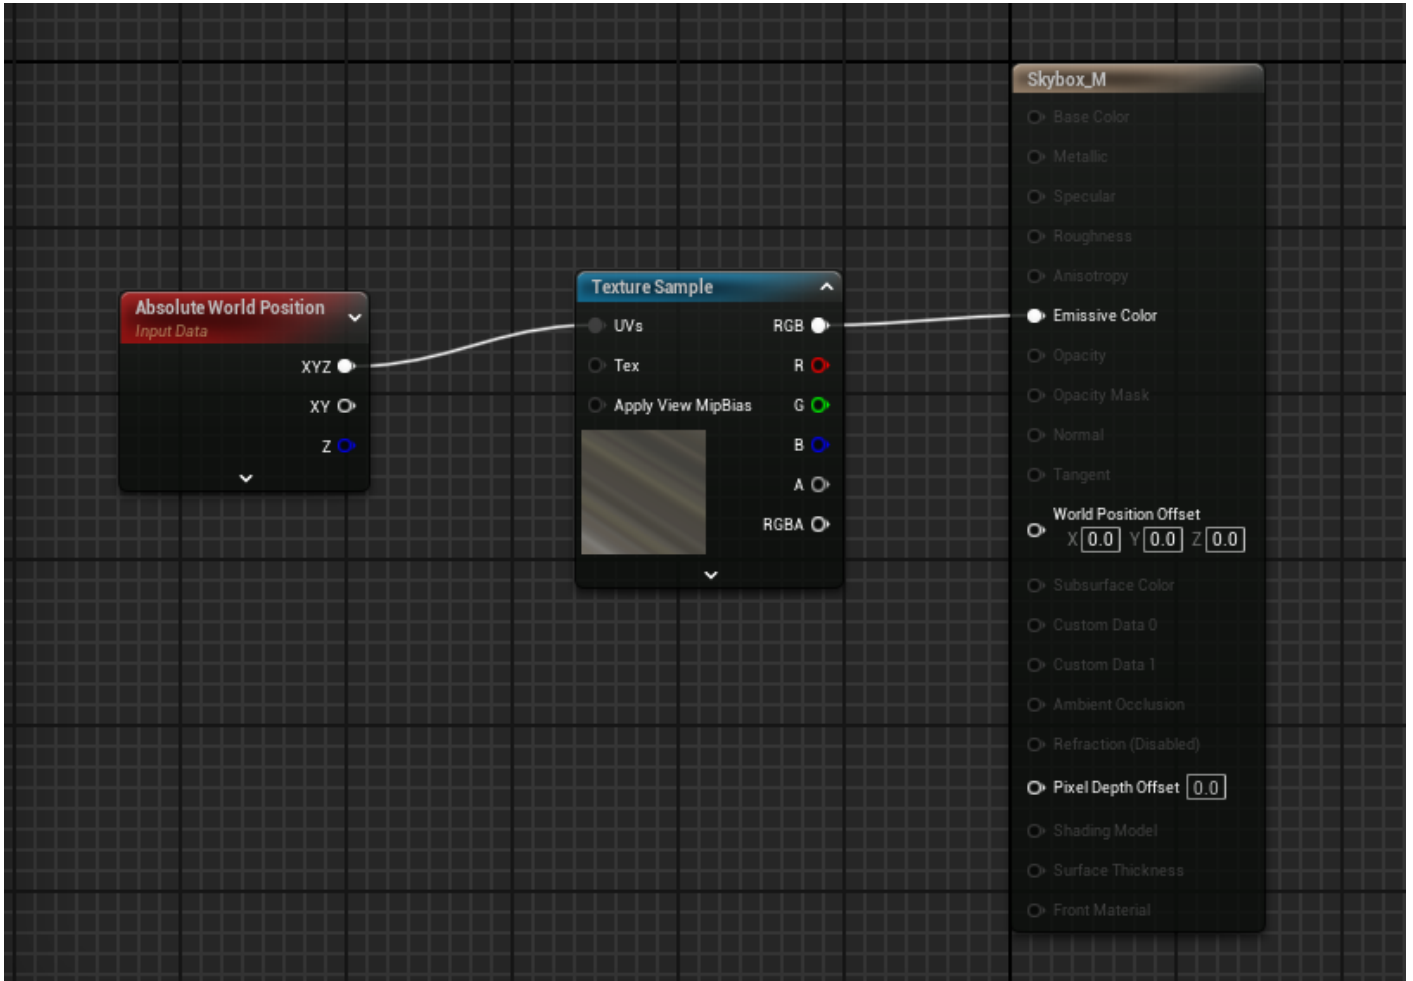 Absolute World Position
Input Data
XYZ
XY
Z
Texture Sample
UVs RGB
Tex R
Apply View MipBias G
B
A
RGBA
Skybox_M
Base Color
Metallic
Specular
Roughness
Anisotropy
Emissive Color
Opacity
Opacity Mask
Normal
Tangent
World Position Offset
X 0.0 Y 0.0 Z 0.0
Subsurface Color
Custom Data 0
Custom Data 1
Ambient Occlusion
Refraction (Disabled)
Pixel Depth Offset 0.0
Shading Model
Surface Thickness
Front Material